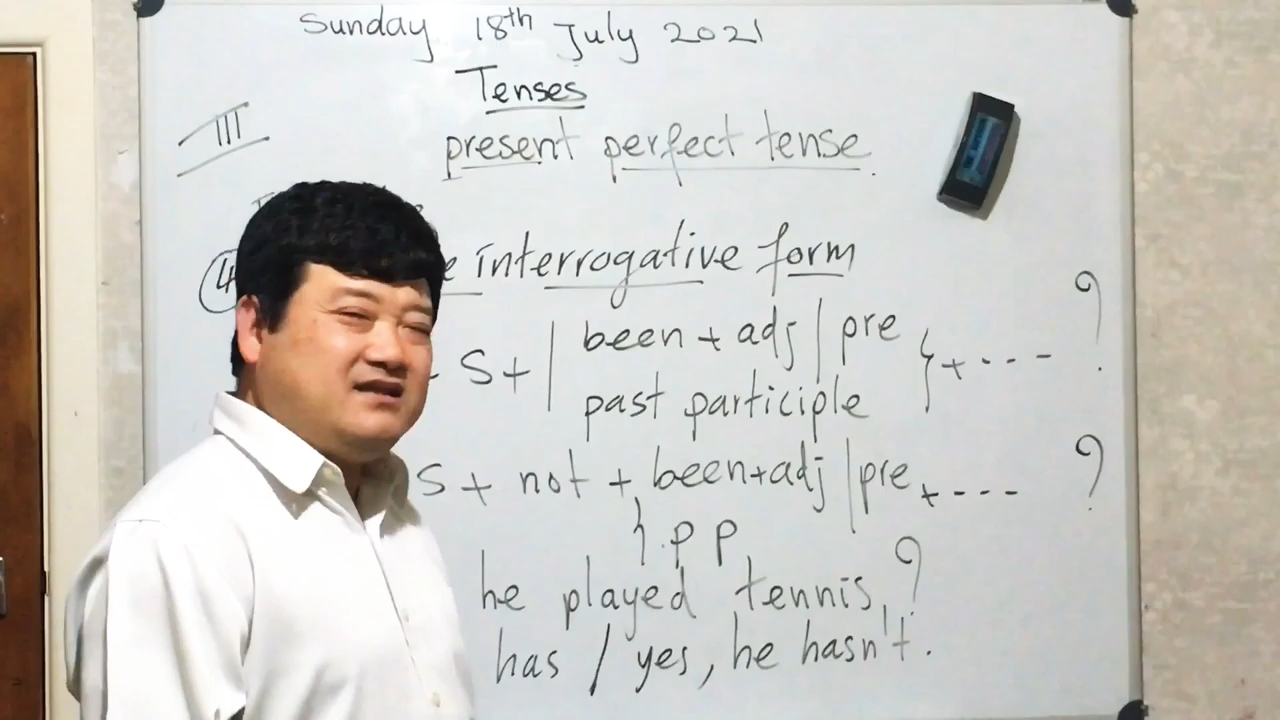 Sunday 18th July 2021
Tenses
III
present perfect tense.
4 e interrogative form
S + | been + adj | pre } + - - - ?
past participle
S + not + been + adj | pre + - - - ?
} . p p
he played tennis, ?
has / yes, he hasn't.